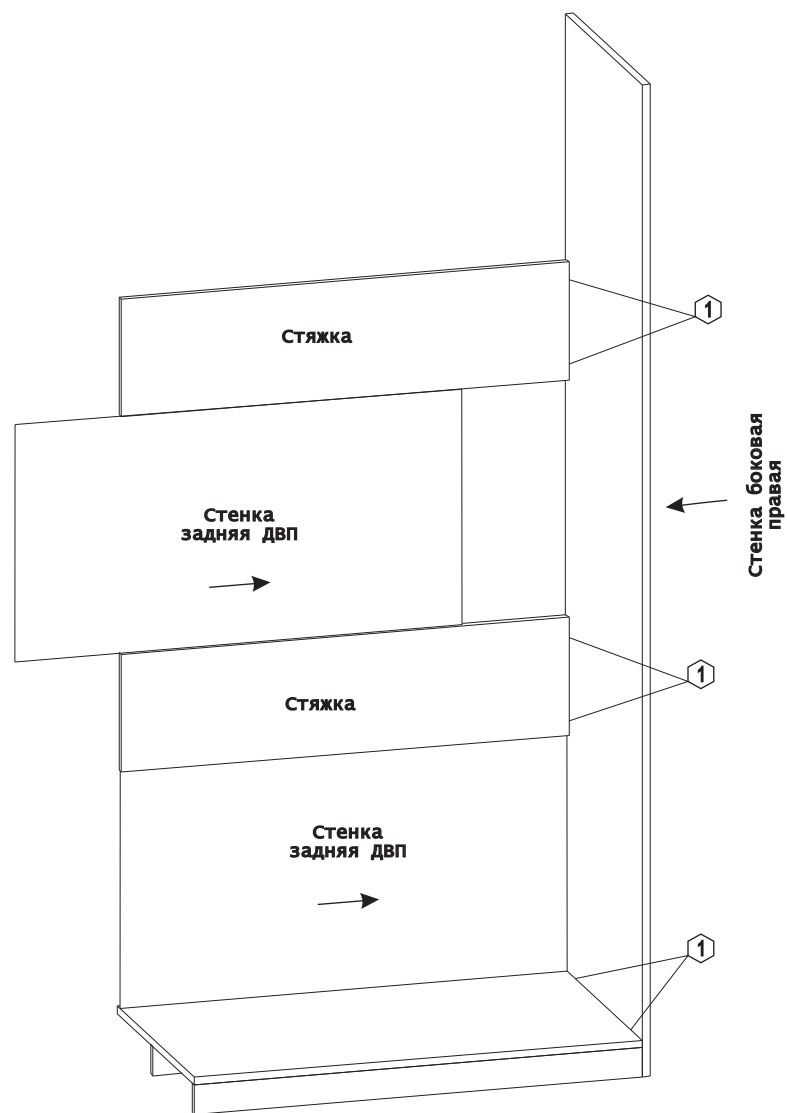 Стяжка
1
Стенка
задняя ДВП
Стенка боковая
правая
Стяжка
1
Стенка
задняя ДВП
1